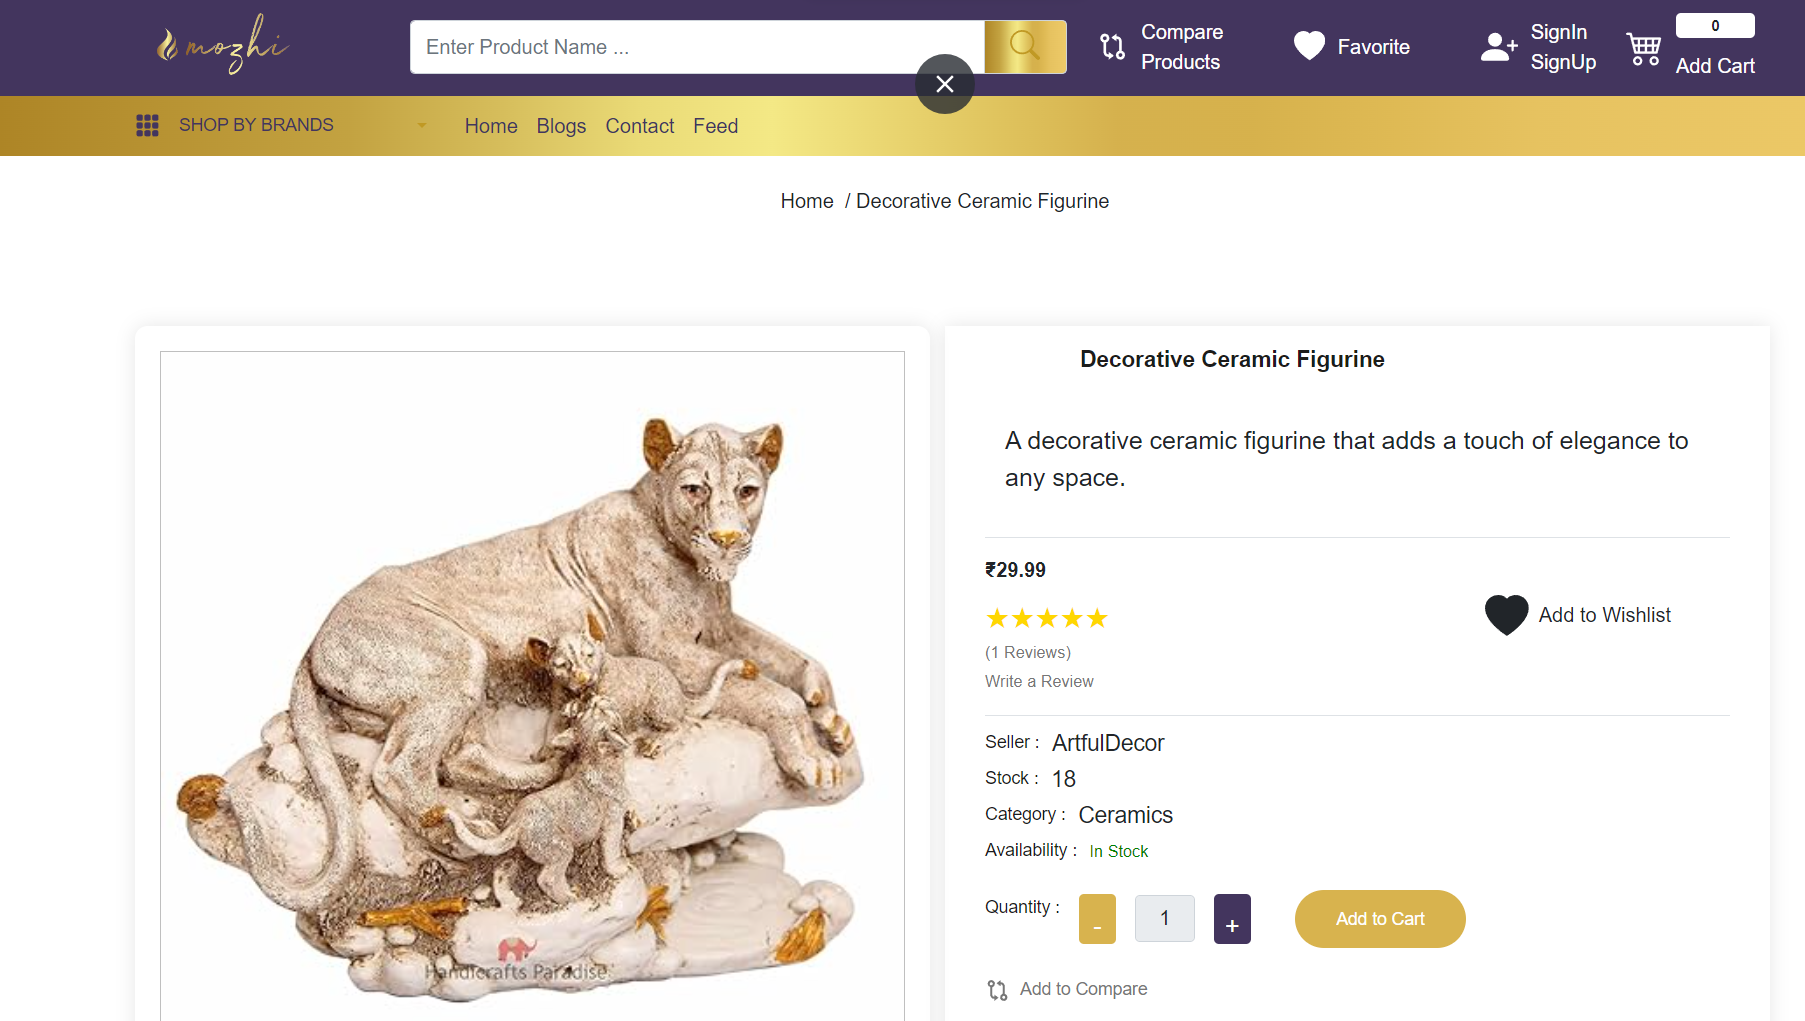 mozhi
Enter Product Name ...
Compare
Products
Favorite
SignIn
SignUp
0
Add Cart
SHOP BY BRANDS
Home
Blogs
Contact
Feed
Home / Decorative Ceramic Figurine
Decorative Ceramic Figurine
A decorative ceramic figurine that adds a touch of elegance to
any space.
₹29.99
Add to Wishlist
(1 Reviews)
Write a Review
Seller : ArtfulDecor
Stock : 18
Category : Ceramics
Availability : In Stock
Quantity : - 1 + Add to Cart
Add to Compare
Handicrafts Paradise